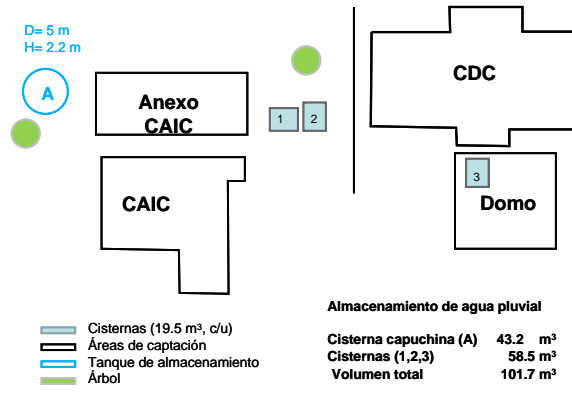 D= 5 m
H= 2.2 m
A
Anexo
CAIC
1
2
CDC
CAIC
3
Domo
Cisternas (19.5 m³, c/u)
Áreas de captación
Tanque de almacenamiento
Árbol
Almacenamiento de agua pluvial
Cisterna capuchina (A) 43.2 m³
Cisternas (1,2,3) 58.5 m³
Volumen total 101.7 m³